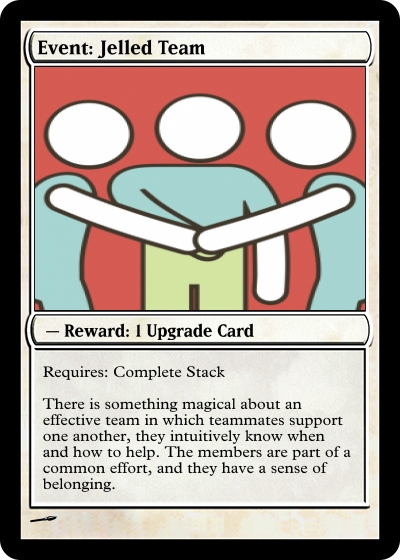 Event: Jelled Team
— Reward: 1 Upgrade Card
Requires: Complete Stack
There is something magical about an
effective team in which teammates support
one another, they intuitively know when
and how to help. The members are part of a
common effort, and they have a sense of
belonging.